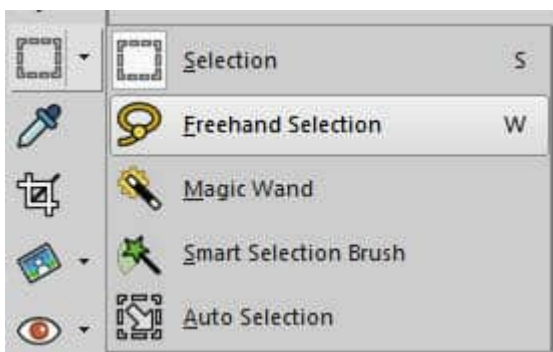 Selection S
Freehand Selection W
Magic Wand
Smart Selection Brush
Auto Selection